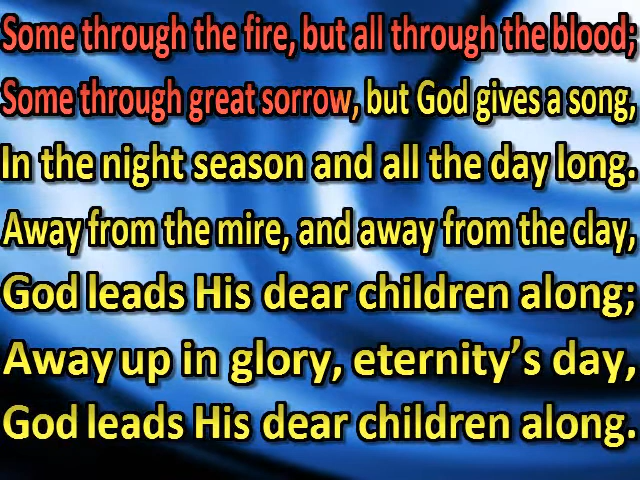 Some through the fire, but all through the blood;
Some through great sorrow, but God gives a song,
In the night season and all the day long.
Away from the mire, and away from the clay,
God leads His dear children along;
Away up in glory, eternity’s day,
God leads His dear children along.